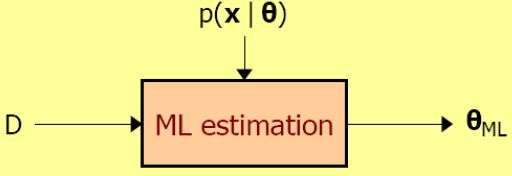 p(x | θ)
D ML estimation θML